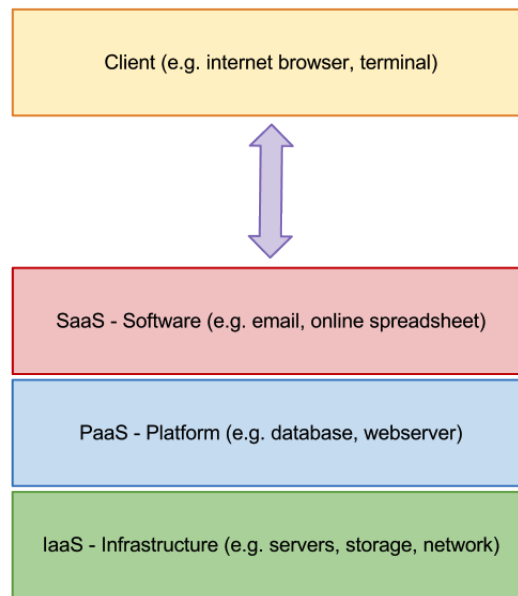 Client (e.g. internet browser, terminal)
SaaS - Software (e.g. email, online spreadsheet)
PaaS - Platform (e.g. database, webserver)
IaaS - Infrastructure (e.g. servers, storage, network)